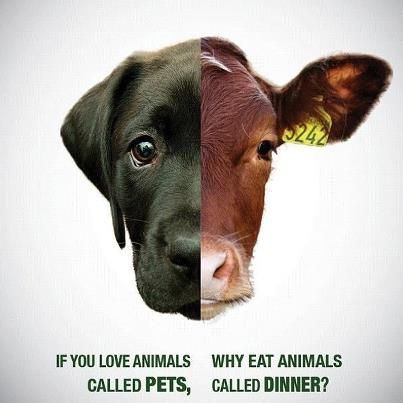 5242
IF YOU LOVE ANIMALS
CALLED PETS,
WHY EAT ANIMALS
CALLED DINNER?